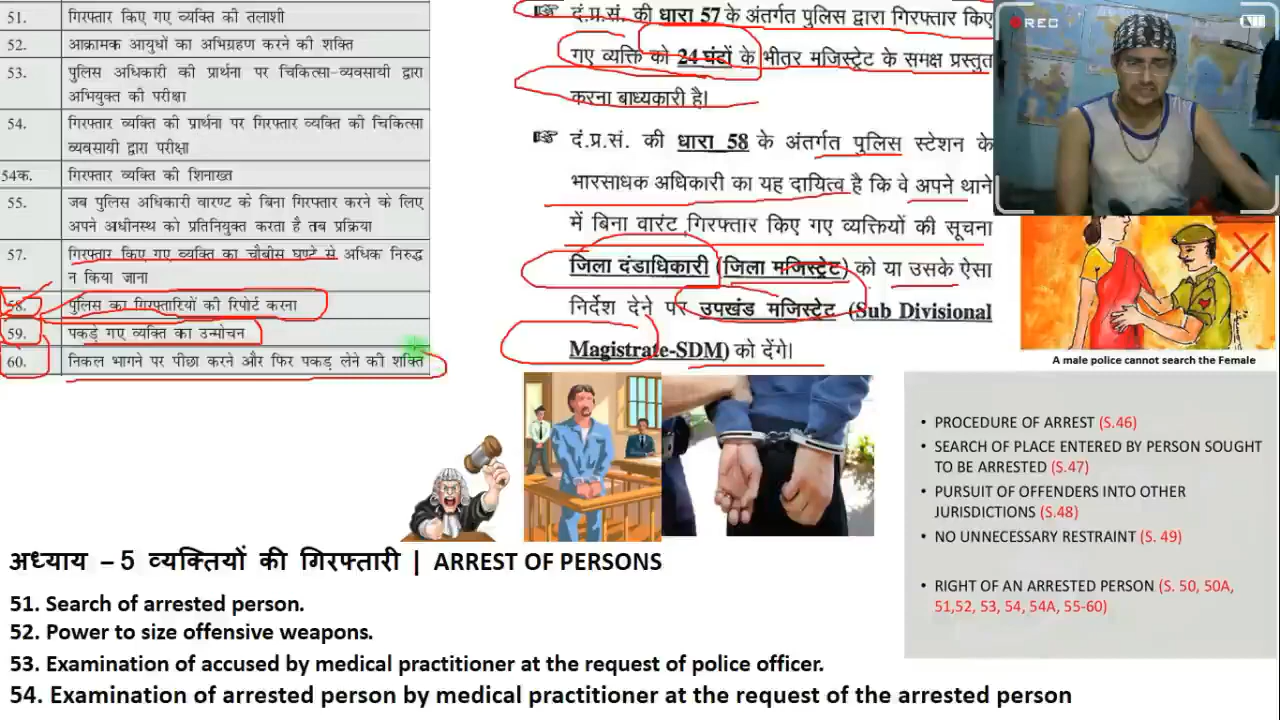 51. गिरफ्तार किए गए व्यक्ति की तलाशी
52. आक्रामक आयुधों का अभिग्रहण करने की शक्ति
53. पुलिस अधिकारी की प्रार्थना पर चिकित्सा-व्यवसायी द्वारा
अभियुक्त की परीक्षा
54. गिरफ्तार व्यक्ति की प्रार्थना पर गिरफ्तार व्यक्ति की चिकित्सा
व्यवसायी द्वारा परीक्षा
54क. गिरफ्तार व्यक्ति की शिनाख्त
55. जब पुलिस अधिकारी वारण्ट के बिना गिरफ्तार करने के लिए
अपने अधीनस्थ को प्रतिनियुक्त करता है तब प्रक्रिया
57. गिरफ्तार किए गए व्यक्ति का चौबीस घण्टे से अधिक निरुद्ध
न किया जाना
58. पुलिस का गिरफ्तारियों की रिपोर्ट करना
59. पकड़े गए व्यक्ति का उन्मोचन
60. निकल भागने पर पीछा करने और फिर पकड़ लेने की शक्ति
दं.प्र.सं. की धारा 57 के अंतर्गत पुलिस द्वारा गिरफ्तार किए
गए व्यक्ति को 24 घंटों के भीतर मजिस्ट्रेट के समक्ष प्रस्तुत
करना बाध्यकारी है।
दं.प्र.सं. की धारा 58 के अंतर्गत पुलिस स्टेशन के
भारसाधक अधिकारी का यह दायित्व है कि वे अपने थाने
में बिना वारंट गिरफ्तार किए गए व्यक्तियों की सूचना
जिला दंडाधिकारी (जिला मजिस्ट्रेट) को या उसके ऐसा
निर्देश देने पर उपखंड मजिस्ट्रेट (Sub Divisional
Magistrate-SDM) को देंगे।
REC
A male police cannot search the Female
• PROCEDURE OF ARREST (S.46)
• SEARCH OF PLACE ENTERED BY PERSON SOUGHT
TO BE ARRESTED (S.47)
• PURSUIT OF OFFENDERS INTO OTHER
JURISDICTIONS (S.48)
• NO UNNECESSARY RESTRAINT (S. 49)
• RIGHT OF AN ARRESTED PERSON (S. 50, 50A,
51,52, 53, 54, 54A, 55-60)
अध्याय – 5 व्यक्तियों की गिरफ्तारी | ARREST OF PERSONS
51. Search of arrested person.
52. Power to size offensive weapons.
53. Examination of accused by medical practitioner at the request of police officer.
54. Examination of arrested person by medical practitioner at the request of the arrested person